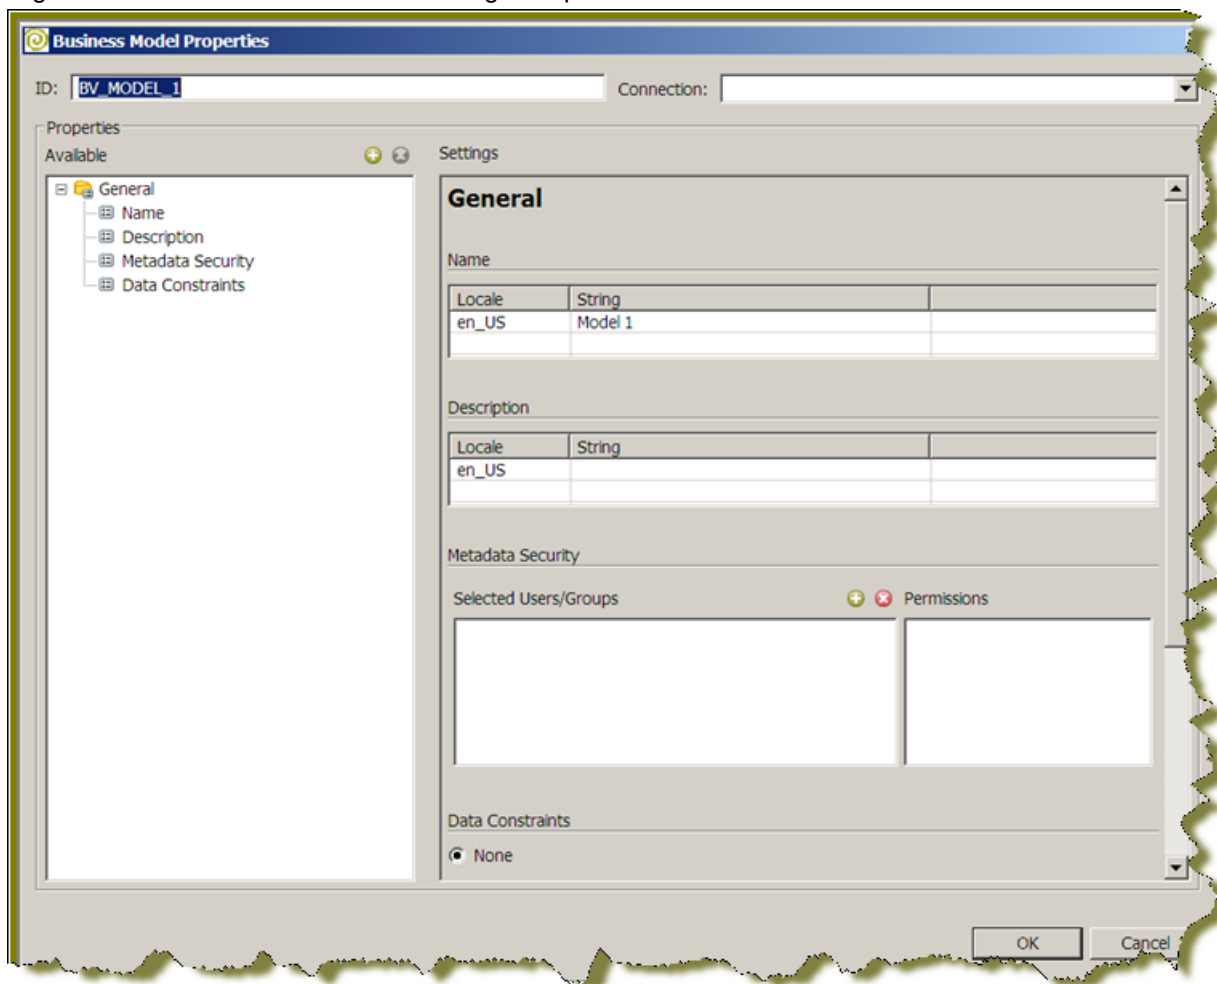 Business Model Properties
ID: BV_MODEL_1 Connection:
Properties
Available Settings
General
Name
Description
Metadata Security
Data Constraints
General
Name
Locale String
en_US Model 1
Description
Locale String
en_US
Metadata Security
Selected Users/Groups Permissions
Data Constraints
None
OK Cancel